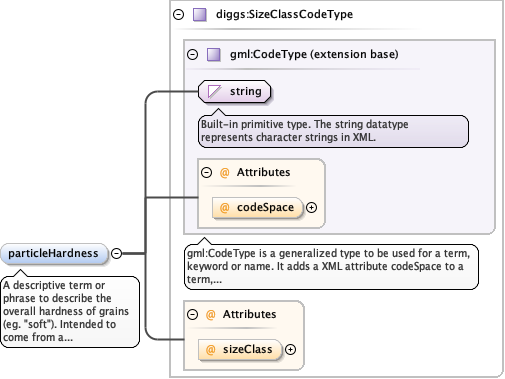 diggs:SizeClassCodeType
gml:CodeType (extension base)
string
Built-in primitive type. The string datatype
represents character strings in XML.
@ Attributes
@ codeSpace
gml:CodeType is a generalized type to be used for a term,
keyword or name. It adds a XML attribute codeSpace to a
term,...
particleHardness
A descriptive term or
phrase to describe the
overall hardness of grains
(eg. "soft"). Intended to
come from a...
@ Attributes
@ sizeClass